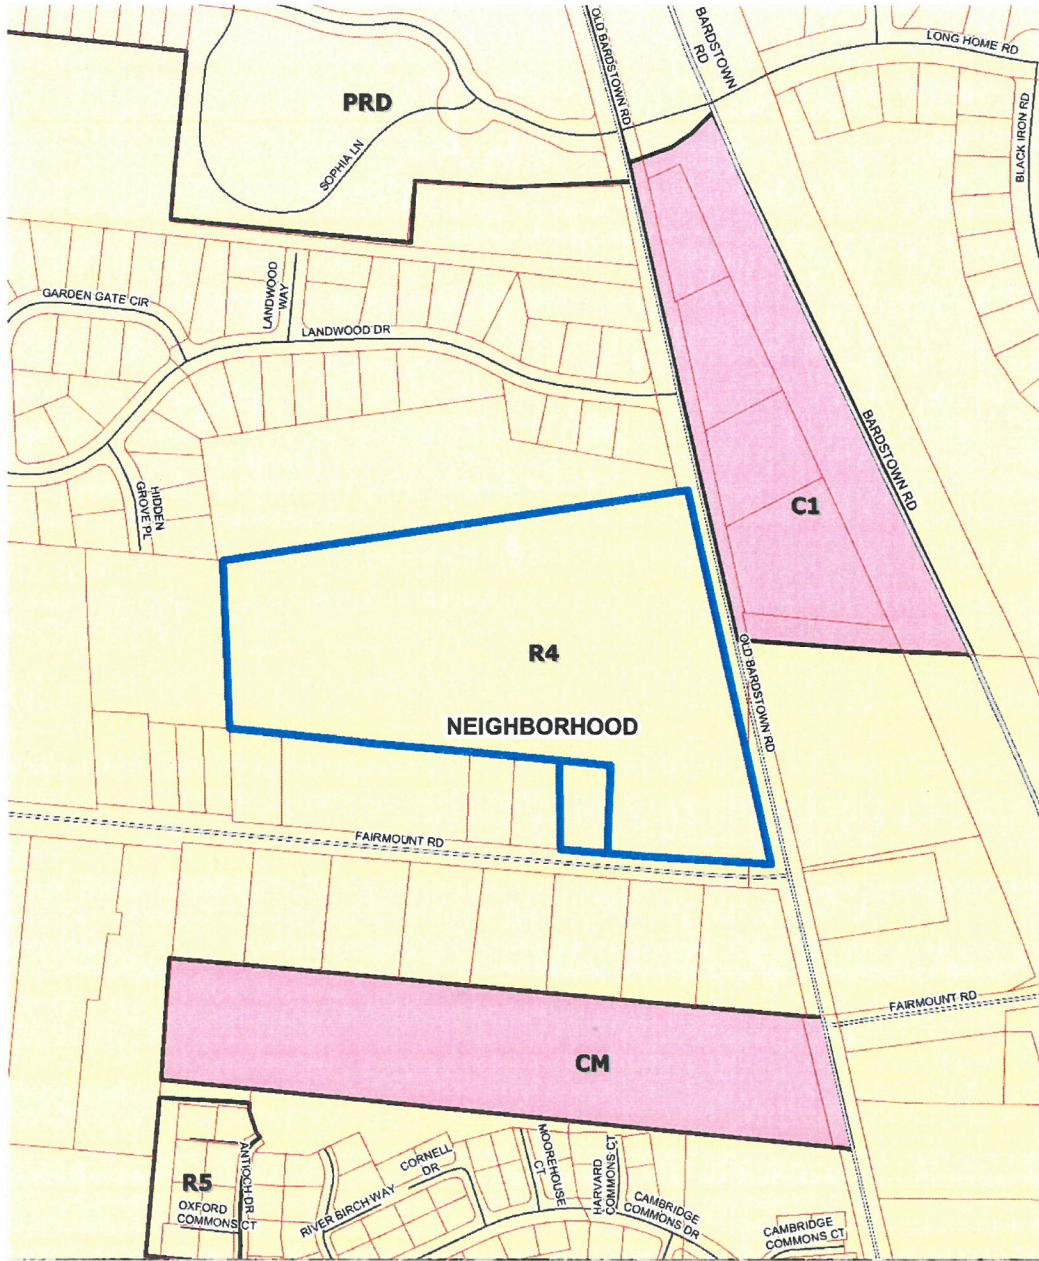 OLD BARDSTOWN RD
BARDSTOWN
RD
LONG HOME RD
BLACK IRON RD
PRD
SOPHIA LN
BARDSTOWN
RD
LANDWOOD
WAY
GARDEN GATE CIR
LANDWOOD DR
BARDSTOWN RD
HIDDEN
GROVE PL
C1
R4
OLD BARDSTOWN RD
NEIGHBORHOOD
FAIRMOUNT RD
FAIRMOUNT RD
CM
R5
ANTIOCH DR
OXFORD
COMMONS CT
RIVER BIRCH WAY
CORNELL
DR
MOOREHOUSE
CT
HARVARD
COMMONS CT
CAMBRIDGE
COMMONS DR
CAMBRIDGE
COMMONS CT